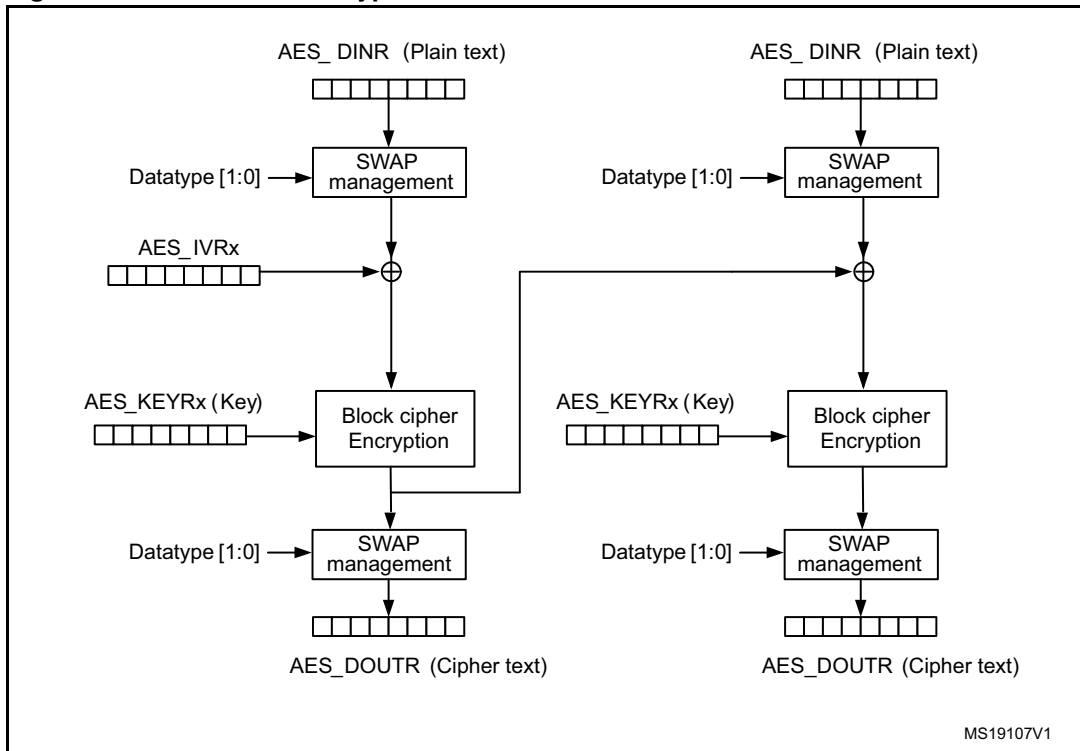 AES_ DINR (Plain text)
AES_ DINR (Plain text)
SWAP
management
Datatype [1:0]
SWAP
management
Datatype [1:0]
AES_IVRx
AES_KEYRx (Key)
Block cipher
Encryption
AES_KEYRx (Key)
Block cipher
Encryption
SWAP
management
Datatype [1:0]
SWAP
management
Datatype [1:0]
AES_DOUTR (Cipher text)
AES_DOUTR (Cipher text)
MS19107V1